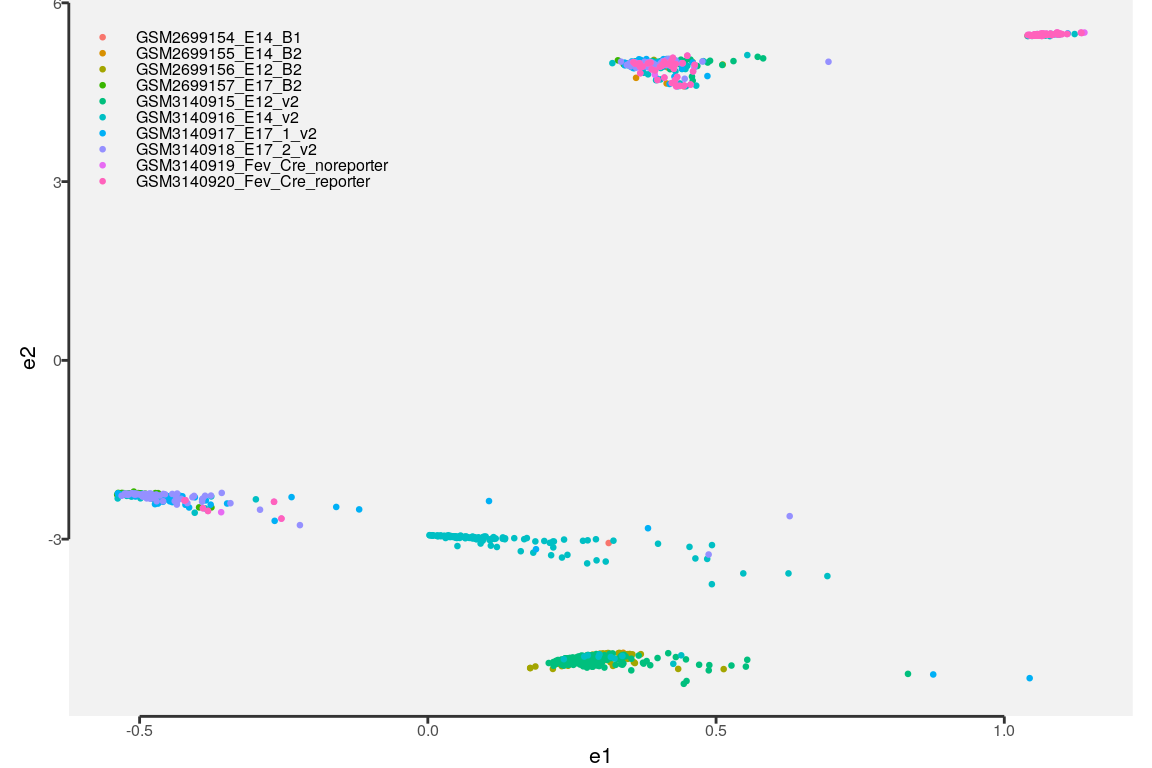 6
GSM2699154_E14_B1
GSM2699155_E14_B2
GSM2699156_E12_B2
GSM2699157_E17_B2
GSM3140915_E12_v2
GSM3140916_E14_v2
GSM3140917_E17_1_v2
GSM3140918_E17_2_v2
GSM3140919_Fev_Cre_noreporter
GSM3140920_Fev_Cre_reporter
3
0
e2
-3
-0.5 0.0 0.5 1.0
e1